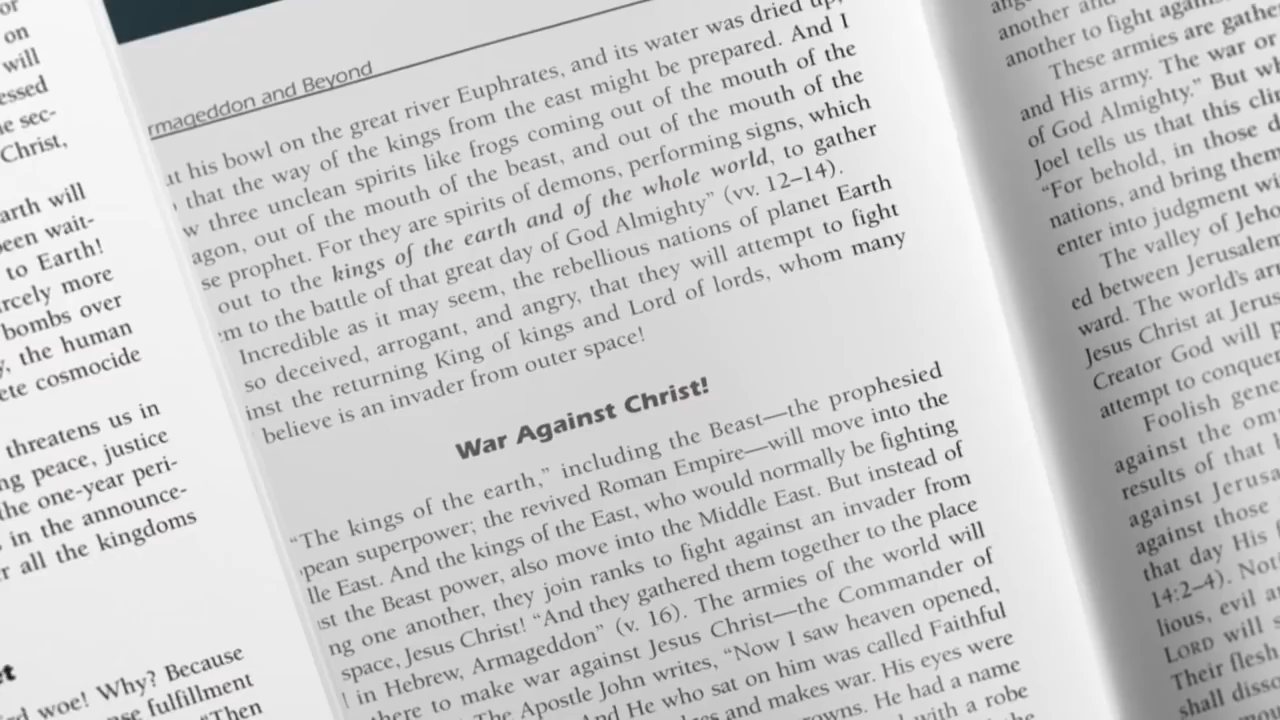 or
on
will
essed
e sec-
Christ,
arth will
een wait-
to Earth!
rcely more
bombs over
y, the human
ete cosmocide
threatens us in
ng peace, justice
the one-year peri-
in the announce-
r all the kingdoms
et
woe! Why? Because
se fulfillment
"Then
rmageddon and Beyond
ut his bowl on the great river Euphrates, and its water was dried up,
that the way of the kings from the east might be prepared. And I
w three unclean spirits like frogs coming out of the mouth of the
agon, out of the mouth of the beast, and out of the mouth of the
se prophet. For they are spirits of demons, performing signs, which
out to the kings of the earth and of the whole world, to gather
m to the battle of that great day of God Almighty" (vv. 12–14).
Incredible as it may seem, the rebellious nations of planet Earth
so deceived, arrogant, and angry, that they will attempt to fight
inst the returning King of kings and Lord of lords, whom many
believe is an invader from outer space!
War Against Christ!
"The kings of the earth," including the Beast—the prophesied
pean superpower; the revived Roman Empire—will move into the
lle East. And the kings of the East, who would normally be fighting
st the Beast power, also move into the Middle East. But instead of
ng one another, they join ranks to fight against an invader from
space, Jesus Christ! "And they gathered them together to the place
in Hebrew, Armageddon" (v. 16). The armies of the world will
there to make war against Jesus Christ—the Commander of
The Apostle John writes, "Now I saw heaven opened,
And He who sat on him was called Faithful
es and makes war. His eyes were
rowns. He had a name
with a robe
ange
another and
another to fight agains
These armies are gather
and His army. The war or
of God Almighty." But wh
Joel tells us that this cli
"For behold, in those d
nations, and bring them
enter into judgment wi
The valley of Jeho
ed between Jerusalem
ward. The world's arm
Jesus Christ at Jerus
Creator God will p
attempt to conquer
Foolish gene
against the om
results of that
against Jerusa
against those
that day His
14:2–4). Not
lious, evil a
LORD will s
Their flesh
shall disso